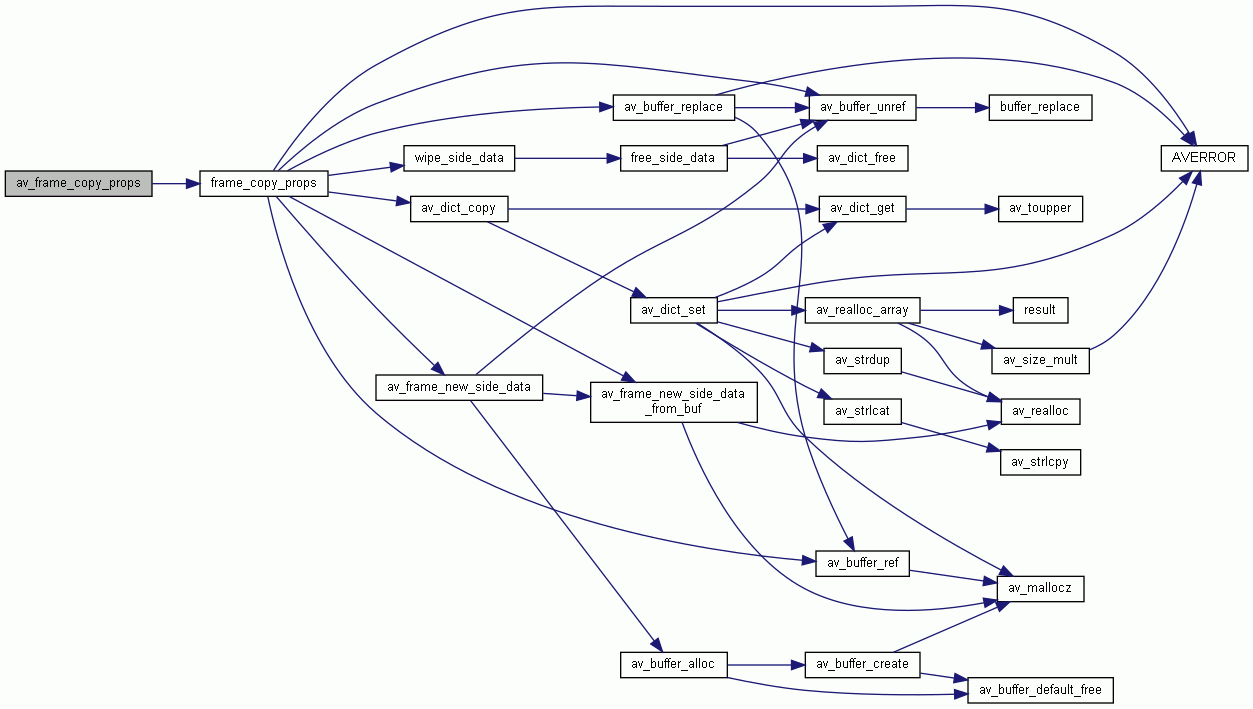 av_frame_copy_props
frame_copy_props
av_buffer_replace
av_buffer_unref
buffer_replace
wipe_side_data
free_side_data
av_dict_free
AVERROR
av_dict_copy
av_dict_get
av_toupper
av_dict_set
av_realloc_array
result
av_strdup
av_size_mult
av_frame_new_side_data
av_frame_new_side_data
_from_buf
av_strlcat
av_realloc
av_strlcpy
av_buffer_ref
av_mallocz
av_buffer_alloc
av_buffer_create
av_buffer_default_free